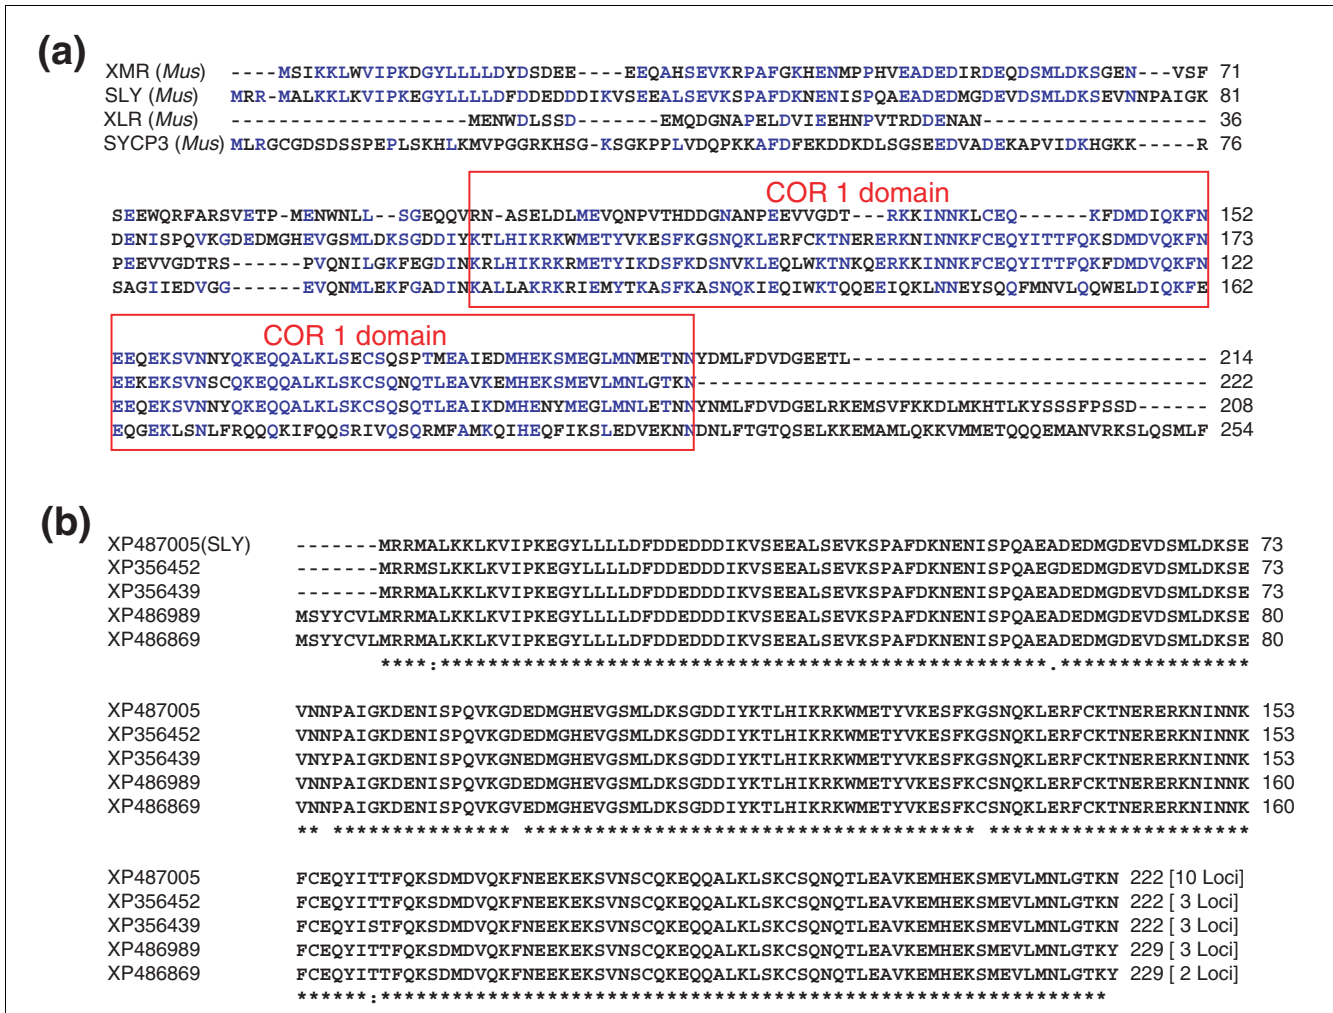 (a)
XMR (Mus) ----MSIKKLWVIPKDGYLLLLDYDSDEE----EEQAHSEVKRPAFGKHENMPPHVEADEDIRDEQDSMLDKSGEN---VSF 71
SLY (Mus) MRR-MALKKLKVIPKEGYLLLLDFDDEDDDIKVSEEALSEVKSPAFDKNENISPQAEADEDMGDEVDSMLDKSEVNNPAIGK 81
XLR (Mus) --------------------MENWDLSSD-------EMQDGNAPELDVIEEHNPVTRDDENAN------------------- 36
SYCP3 (Mus) MLRGCGDSDSSPEPLSKHLKMVPGGRKHSG-KSGKPPLVDQPKKAFDFEKDDKDLSGSEEDVADEKAPVIDKHGKK-----R 76
COR 1 domain
SEEWQRFARSVETP-MENWNLL--SGEQQVRN-ASELDLMEVQNPVTHDDGNANPEEVVGDT---RKKINNKLCEQ------KFDMDIQKFN 152
DENISPQVKGDEDMGHEVGSMLDKSGDDIYKTLHIKRKWMETYVKESFKGSNQKLERFCKTNERERKNINNKFCEQYITTFQKSDMDVQKFN 173
PEEVVGDTRS------PVQNILGKFEGDINKRLHIKRKRMETYIKDSFKDSNVKLEQLWKTNKQERKKINNKFCEQYITTFQKFDMDVQKFN 122
SAGIIEDVGG------EVQNMLEKFGADINKALLAKRKRIEMYTKASFKASNQKIEQIWKTQQEEIQKLNNEYSQQFMNVLQQWELDIQKFE 162
COR 1 domain
EEQEKSVNNYQKEQQALKLSECSQSPTMEAIEDMHEKSMEGLMNMETNNYDMLFDVDGEETL------------------------------ 214
EEKEKSVNSCQKEQQALKLSKCSQNQTLEAVKEMHEKSMEVLMNLGTKN------------------------------------------- 222
EEQEKSVNNYQKEQQALKLSKCSQSQTLEAIKDMHENYMEGLMNLETNNYNMLFDVDGELRKEMSVFKKDLMKHTLKYSSSFPSSD------ 208
EQGEKLSNLFRQQQKIFQQSRIVQSQRMFAMKQIHEQFIKSLEDVEKNNDNLFTGTQSELKKEMAMLQKKVMMETQQQEMANVRKSLQSMLF 254
(b)
XP487005(SLY) -------MRRMALKKLKVIPKEGYLLLLDFDDEDDDIKVSEEALSEVKSPAFDKNENISPQAEADEDMGDEVDSMLDKSE 73
XP356452 -------MRRMSLKKLKVIPKEGYLLLLDFDDEDDDIKVSEEALSEVKSPAFDKNENISPQAEGDEDMGDEVDSMLDKSE 73
XP356439 -------MRRMALKKLKVIPKEGYLLLLDFDDEDDDIKVSEEALSEVKSPAFDKNENISPQAEADEDMGDEVDSMLDKSE 73
XP486989 MSYYCVLMRRMALKKLKVIPKEGYLLLLDFDDEDDDIKVSEEALSEVKSPAFDKNENISPQAEADEDMGDEVDSMLDKSE 80
XP486869 MSYYCVLMRRMALKKLKVIPKEGYLLLLDFDDEDDDIKVSEEALSEVKSPAFDKNENISPQAEADEDMGDEVDSMLDKSE 80
****:***************************************************.****************
XP487005 VNNPAIGKDENISPQVKGDEDMGHEVGSMLDKSGDDIYKTLHIKRKWMETYVKESFKGSNQKLERFCKTNERERKNINNK 153
XP356452 VNNPAIGKDENISPQVKGDEDMGHEVGSMLDKSGDDIYKTLHIKRKWMETYVKESFKGSNQKLERFCKTNERERKNINNK 153
XP356439 VNYPAIGKDENISPQVKGNEDMGHEVGSMLDKSGDDIYKTLHIKRKWMETYVKESFKGSNQKLERFCKTNERERKNINNK 153
XP486989 VNNPAIGKDENISPQVKGDEDMGHEVGSMLDKSGDDIYKTLHIKRKWMETYVKESFKCSNQKLERFCKTNERERKNINNK 160
XP486869 VNNPAIGKDENISPQVKGVEDMGHEVGSMLDKSGDDIYKTLHIKRKWMETYVKESFKCSNQKLERFCKTNERERKNINNK 160
** *************** ************************************** **********************
XP487005 FCEQYITTFQKSDMDVQKFNEEKEKSVNSCQKEQQALKLSKCSQNQTLEAVKEMHEKSMEVLMNLGTKN 222 [10 Loci]
XP356452 FCEQYITTFQKSDMDVQKFNEEKEKSVNSCQKEQQALKLSKCSQNQTLEAVKEMHEKSMEVLMNLGTKN 222 [ 3 Loci]
XP356439 FCEQYISTFQKSDMDVQKFNEEKEKSVNSCQKEQQALKLSKCSQNQTLEAVKEMHEKSMEVLMNLGTKN 222 [ 3 Loci]
XP486989 FCEQYITTFQKSDMDVQKFNEEKEKSVNSCQKEQQALKLSKCSQNQTLEAVKEMHEKSMEVLMNLGTKY 229 [ 3 Loci]
XP486869 FCEQYITTFQKSDMDVQKFNEEKEKSVNSCQKEQQALKLSKCSQNQTLEAVKEMHEKSMEVLMNLGTKY 229 [ 2 Loci]
******:*************************************************************